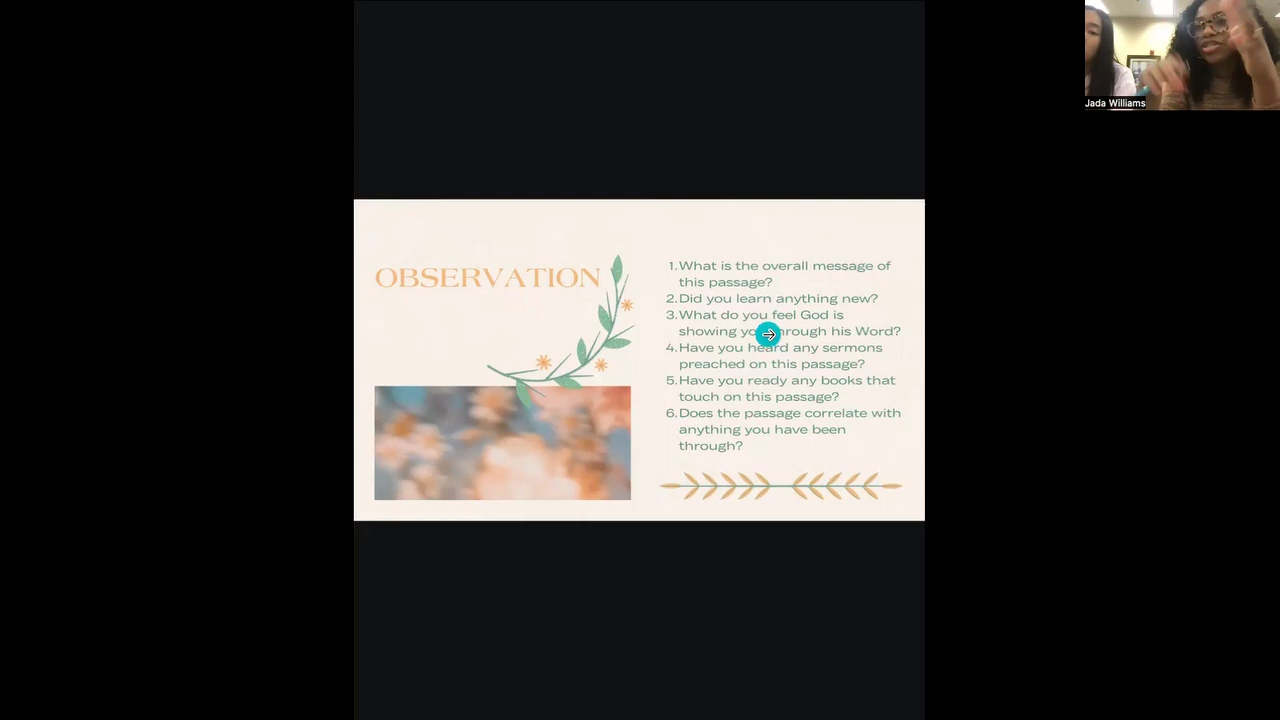 Jada Williams
OBSERVATION
1. What is the overall message of
this passage?
2. Did you learn anything new?
3. What do you feel God is
showing you through his Word?
4. Have you heard any sermons
preached on this passage?
5. Have you ready any books that
touch on this passage?
6. Does the passage correlate with
anything you have been
through?